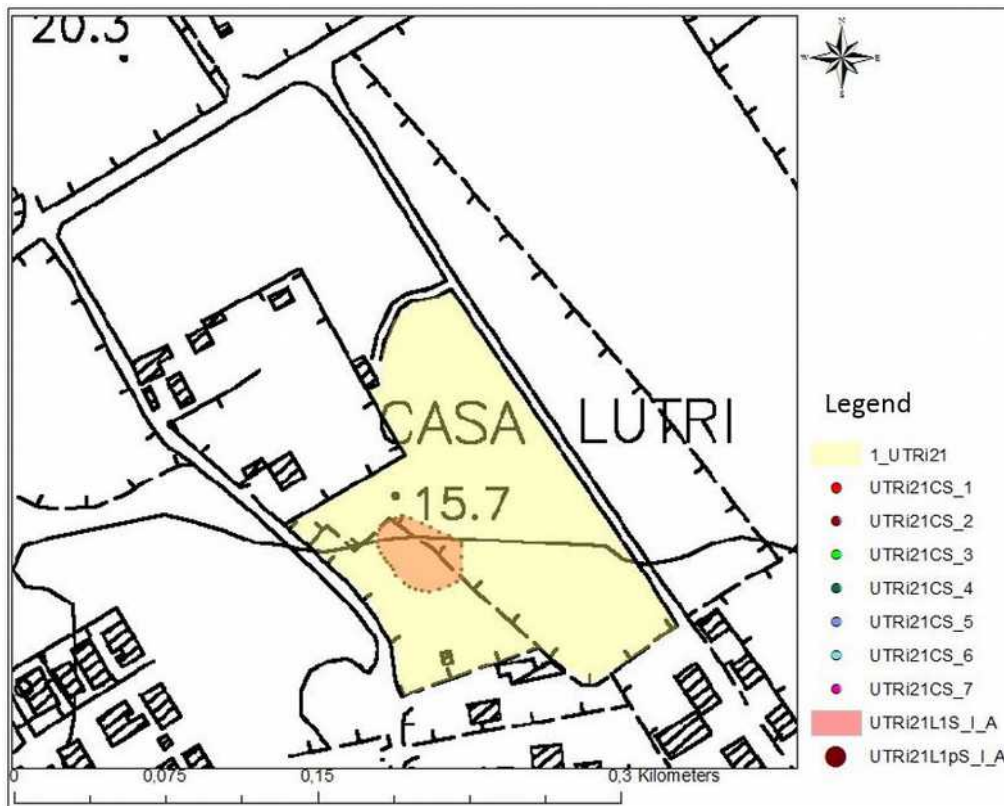 20.3
N
W
E
S
CASA LUTRI
15.7
Legend
1_UTRi21
UTRi21CS_1
UTRi21CS_2
UTRi21CS_3
UTRi21CS_4
UTRi21CS_5
UTRi21CS_6
UTRi21CS_7
UTRi21L1S_I_A
UTRi21L1pS_I_A
0 0,075 0,15 0,3 Kilometers